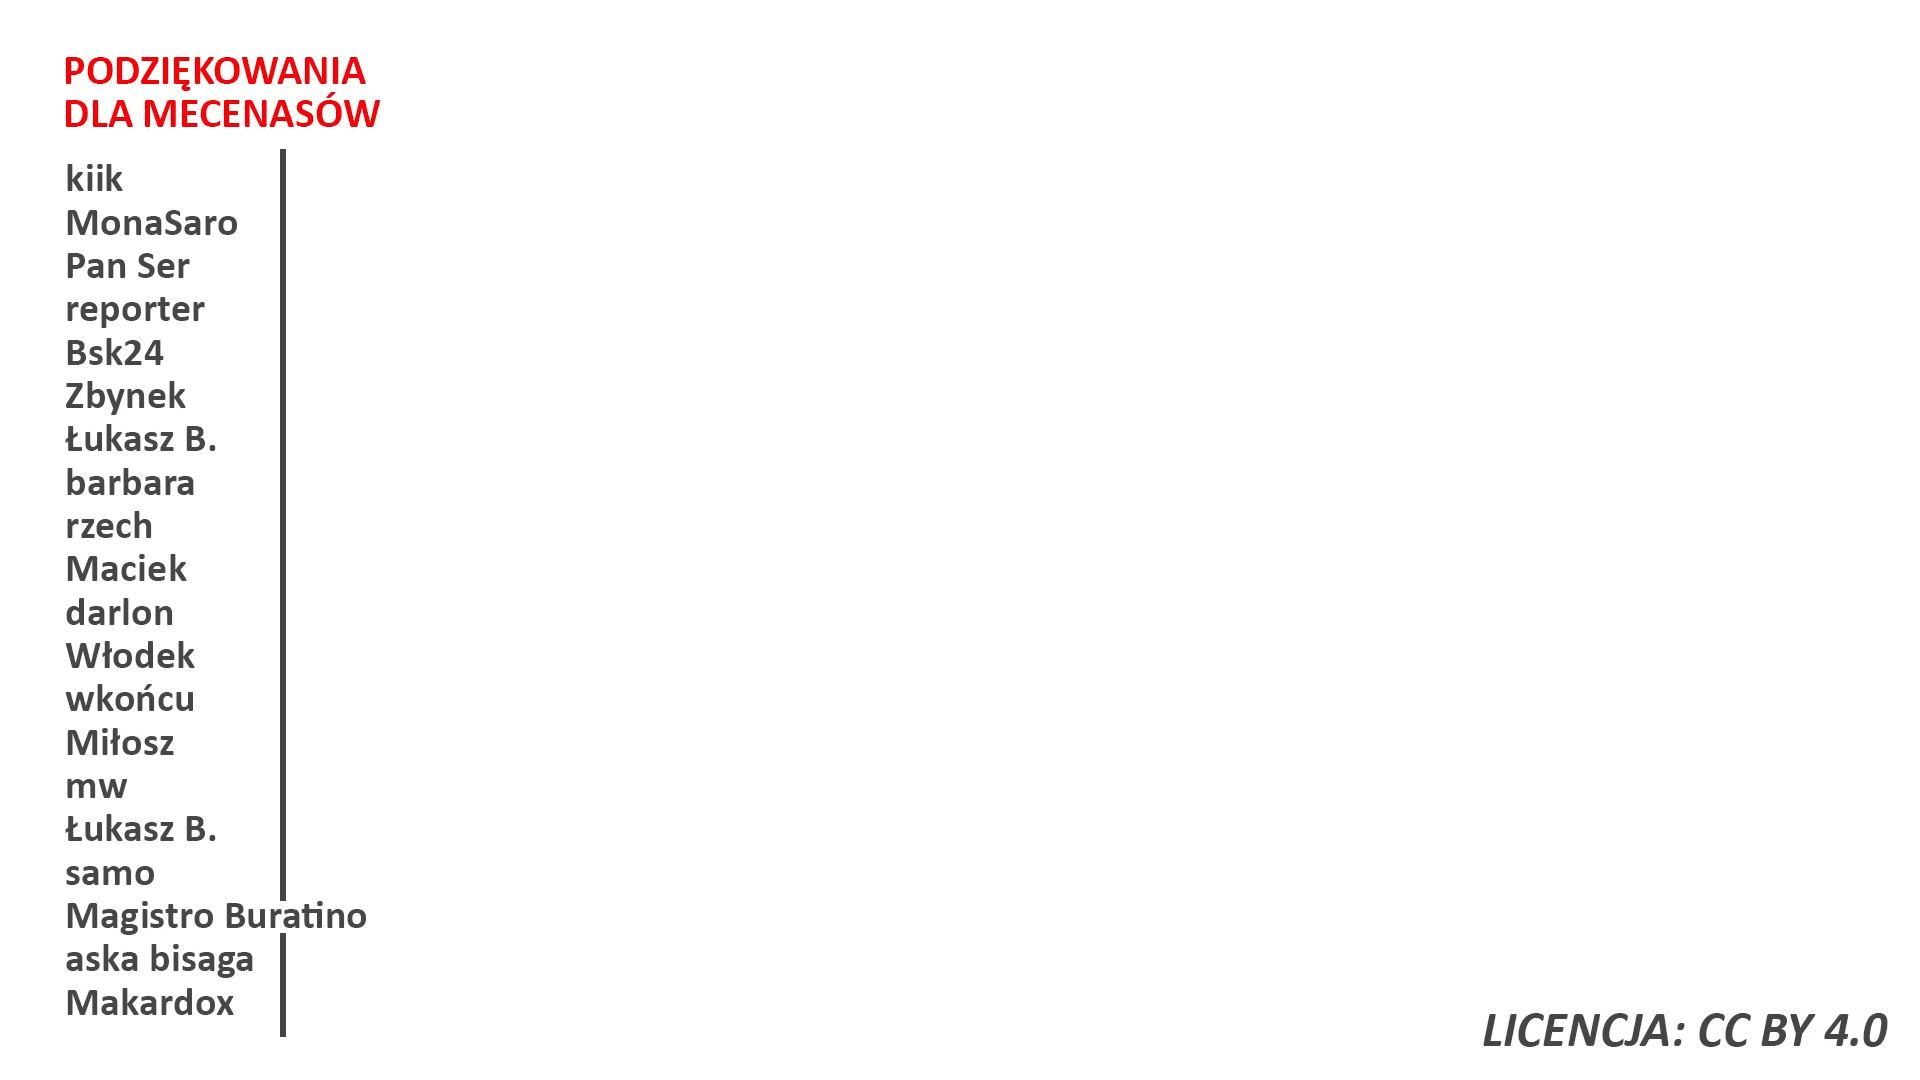 PODZIĘKOWANIA
DLA MECENASÓW
kiik
MonaSaro
Pan Ser
reporter
Bsk24
Zbynek
Łukasz B.
barbara
rzech
Maciek
darlon
Włodek
wkońcu
Miłosz
mw
Łukasz B.
samo
Magistro Buratino
aska bisaga
Makardox
LICENCJA: CC BY 4.0